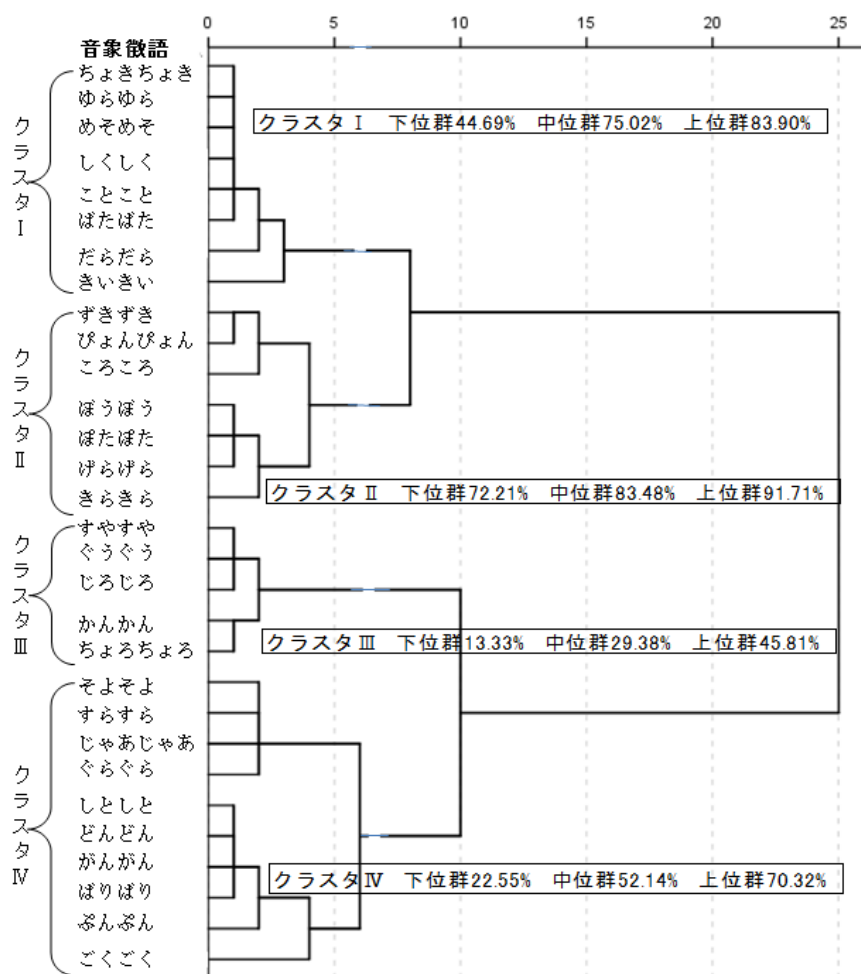 0 5 10 15 20 25
音象徴語
クラスタⅠ
ちょきちょき
ゆらゆら
めそめそ
しくしく
ことこと
ばたばた
だらだら
きいきい
クラスタⅠ 下位群44.69% 中位群75.02% 上位群83.90%
クラスタⅡ
ずきずき
ぴょんぴょん
ころころ
ぼうぼう
ぽたぽた
げらげら
きらきら
クラスタⅡ 下位群72.21% 中位群83.48% 上位群91.71%
クラスタⅢ
すやすや
ぐうぐう
じろじろ
かんかん
ちょろちょろ
クラスタⅢ 下位群13.33% 中位群29.38% 上位群45.81%
クラスタⅣ
そよそよ
すらすら
じゃあじゃあ
ぐらぐら
しとしと
どんどん
がんがん
ばりばり
ぷんぷん
ごくごく
クラスタⅣ 下位群22.55% 中位群52.14% 上位群70.32%